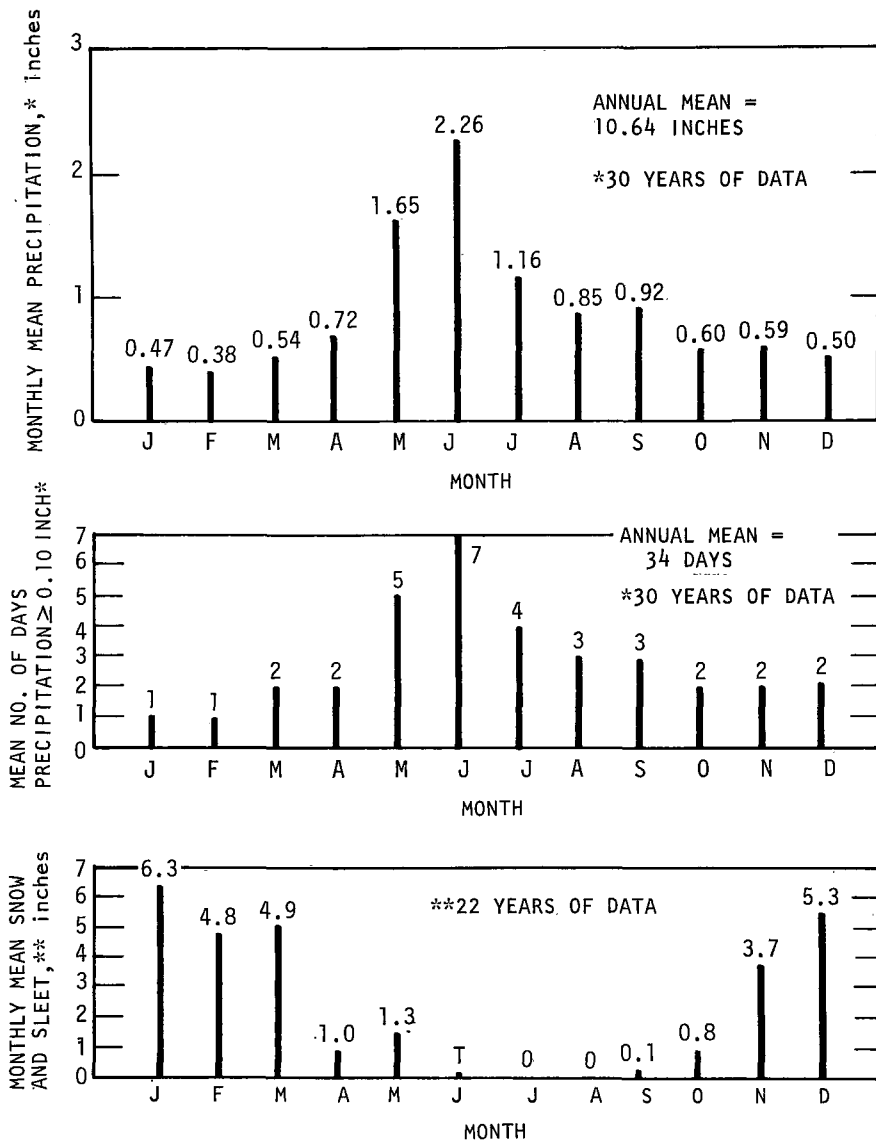 MONTHLY MEAN PRECIPITATION,* inches
3
2
1
0
ANNUAL MEAN =
10.64 INCHES
*30 YEARS OF DATA
0.47
0.38
0.54
0.72
1.65
2.26
1.16
0.85
0.92
0.60
0.59
0.50
J F M A M J J A S O N D
MONTH
MEAN NO. OF DAYS
PRECIPITATION ≥ 0.10 INCH*
7
6
5
4
3
2
1
0
ANNUAL MEAN =
34 DAYS
*30 YEARS OF DATA
1
1
2
2
5
7
4
3
3
2
2
2
J F M A M J J A S O N D
MONTH
MONTHLY MEAN SNOW
AND SLEET,** inches
7
6
5
4
3
2
1
0
**22 YEARS OF DATA
6.3
4.8
4.9
1.0
1.3
T
0
0
0.1
0.8
3.7
5.3
J F M A M J J A S O N D
MONTH